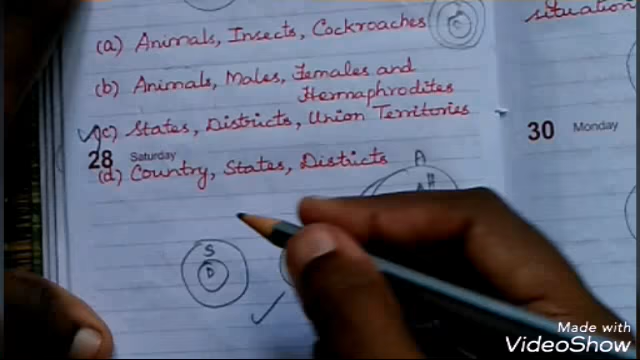 (a) Animals, Insects, Cockroaches
situation
(b) Animals, Males, Females and
Hermaphrodites
(c) States, Districts, Union Territories
30 Monday
28 Saturday
(d) Country, States, Districts
A
H
S
D
Made with
VideoShow